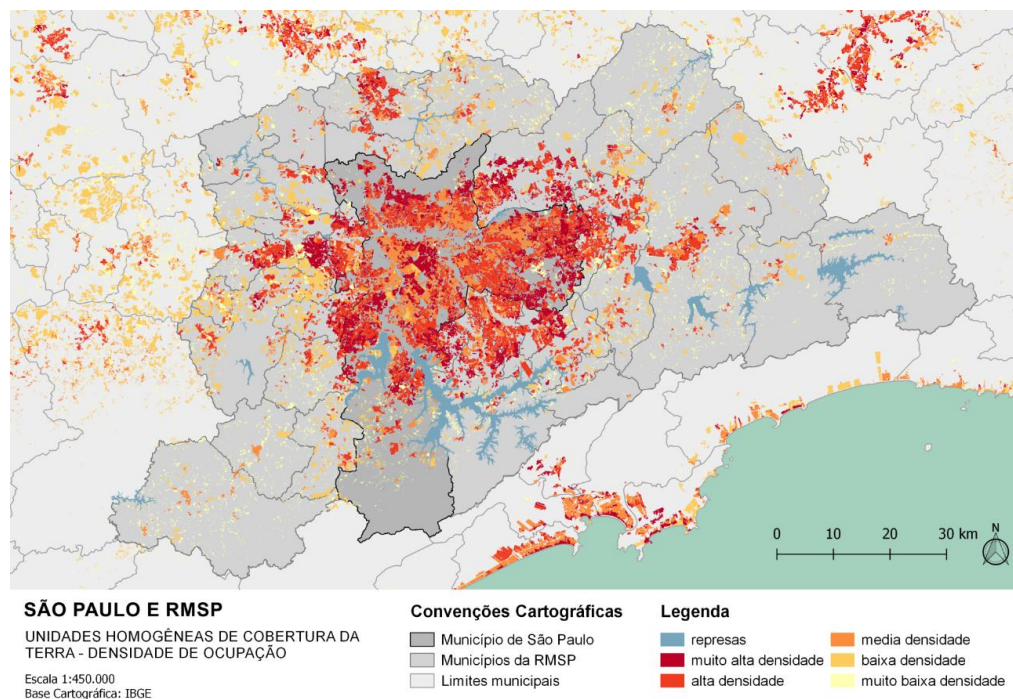 0 10 20 30 km
N
SÃO PAULO E RMSP
UNIDADES HOMOGÊNEAS DE COBERTURA DA
TERRA - DENSIDADE DE OCUPAÇÃO
Escala 1:450.000
Base Cartográfica: IBGE
Convenções Cartográficas
Município de São Paulo
Municípios da RMSP
Limites municipais
Legenda
represas
muito alta densidade
alta densidade
media densidade
baixa densidade
muito baixa densidade